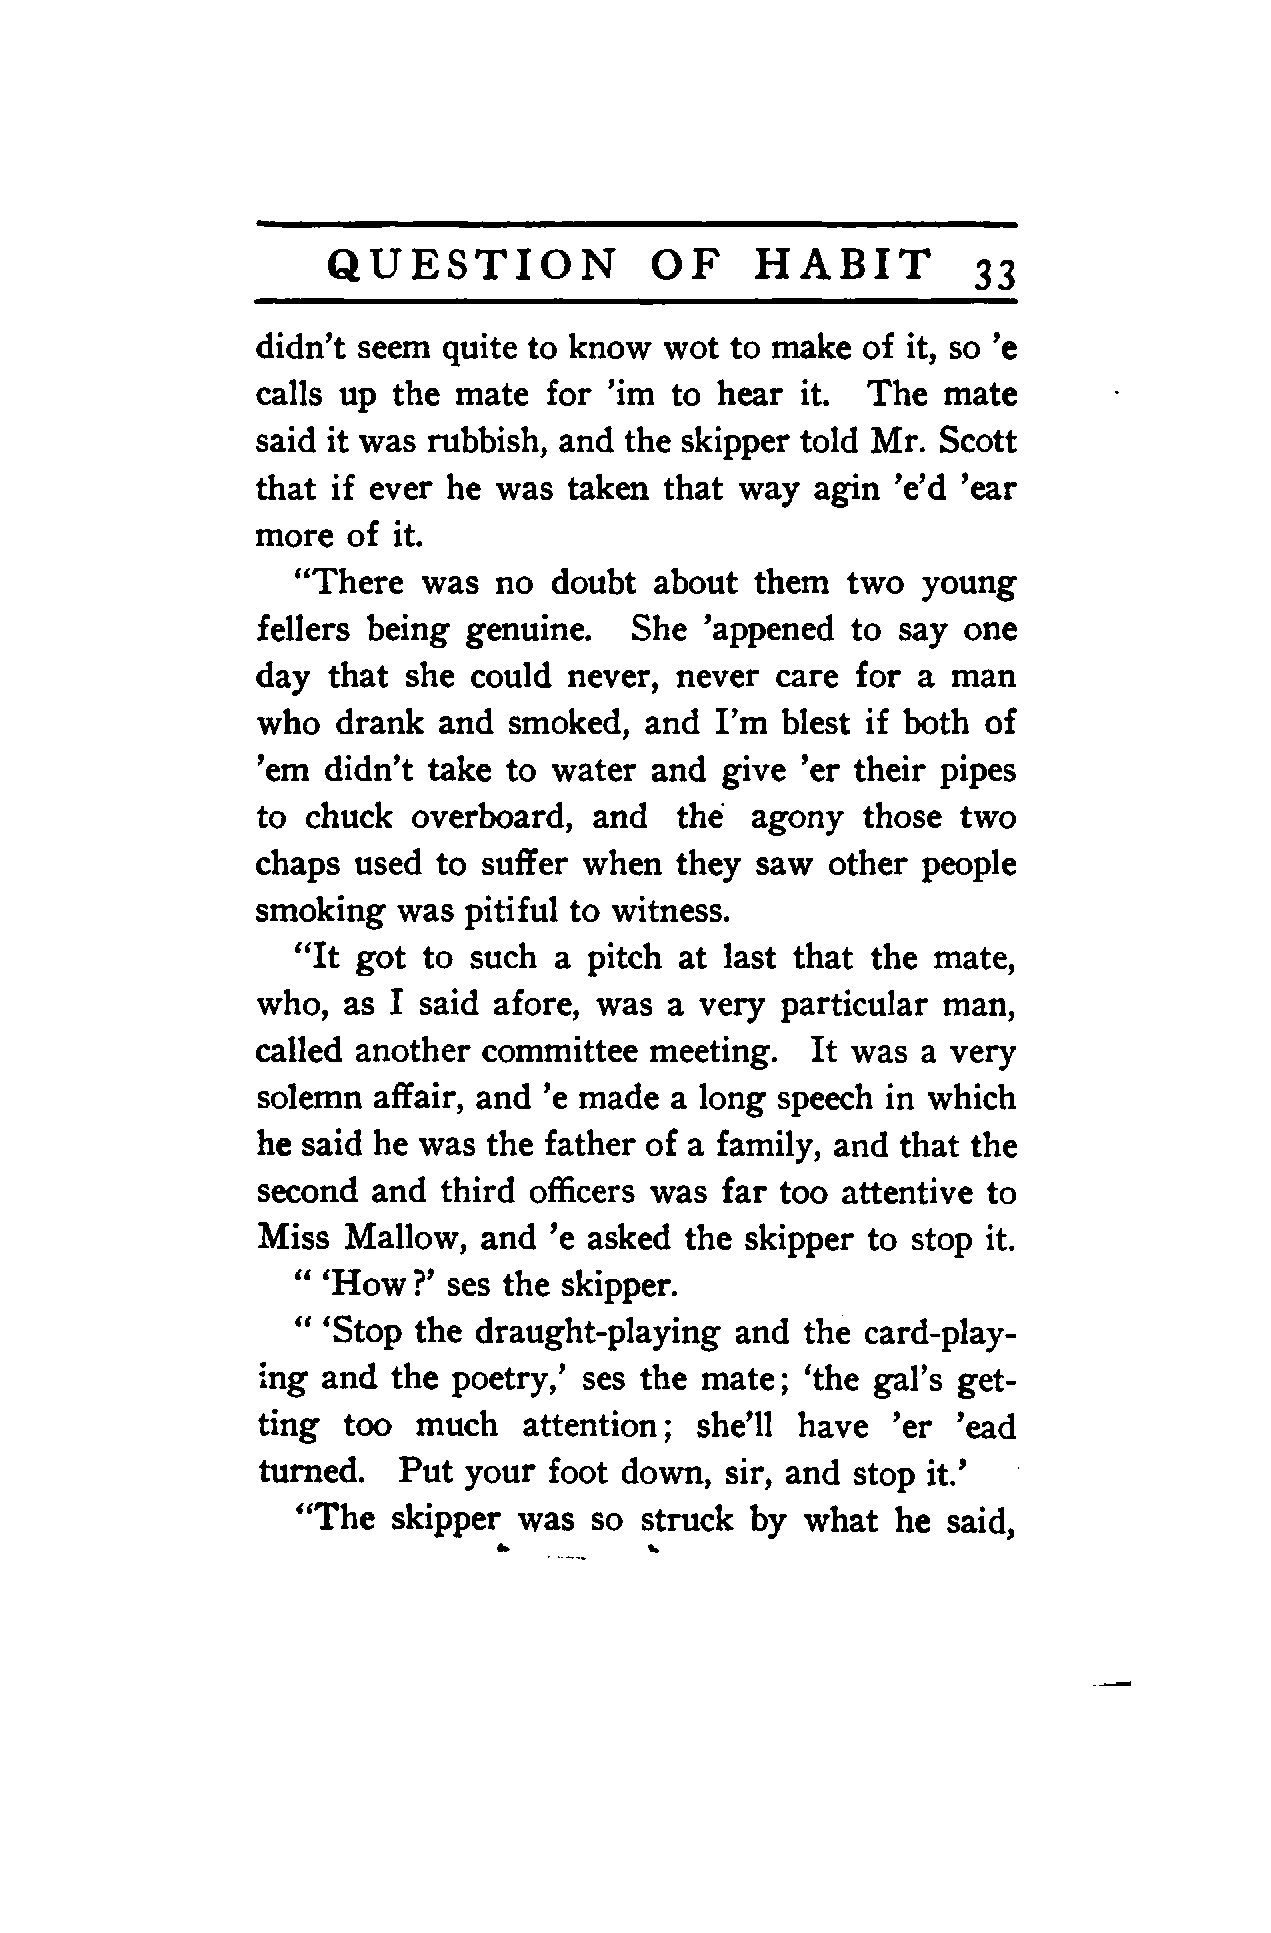 QUESTION OF HABIT 33
didn't seem quite to know wot to make of it, so 'e
calls up the mate for 'im to hear it. The mate
said it was rubbish, and the skipper told Mr. Scott
that if ever he was taken that way agin 'e'd 'ear
more of it.
"There was no doubt about them two young
fellers being genuine. She 'appened to say one
day that she could never, never care for a man
who drank and smoked, and I'm blest if both of
'em didn't take to water and give 'er their pipes
to chuck overboard, and the agony those two
chaps used to suffer when they saw other people
smoking was pitiful to witness.
"It got to such a pitch at last that the mate,
who, as I said afore, was a very particular man,
called another committee meeting. It was a very
solemn affair, and 'e made a long speech in which
he said he was the father of a family, and that the
second and third officers was far too attentive to
Miss Mallow, and 'e asked the skipper to stop it.
" 'How?' ses the skipper.
" 'Stop the draught-playing and the card-play-
ing and the poetry,' ses the mate; 'the gal's get-
ting too much attention; she'll have 'er 'ead
turned. Put your foot down, sir, and stop it.'
"The skipper was so struck by what he said,